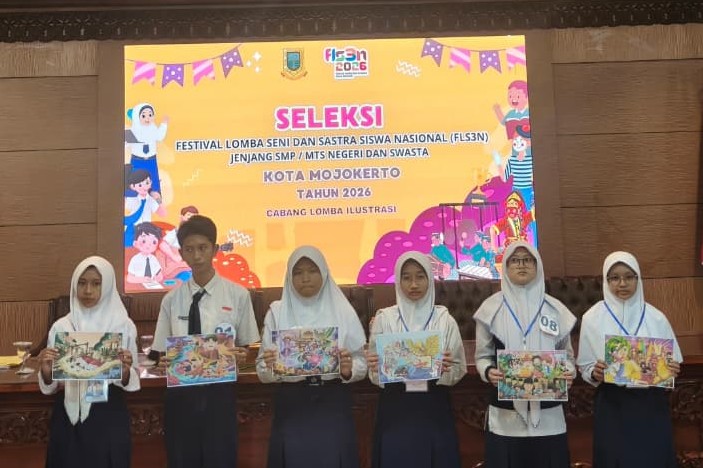 fls3n
2026
SELEKSI
FESTIVAL LOMBA SENI DAN SASTRA SISWA NASIONAL (FLS3N)
JENJANG SMP / MTS NEGERI DAN SWASTA
KOTA MOJOKERTO
TAHUN 2026
CABANG LOMBA ILUSTRASI
08